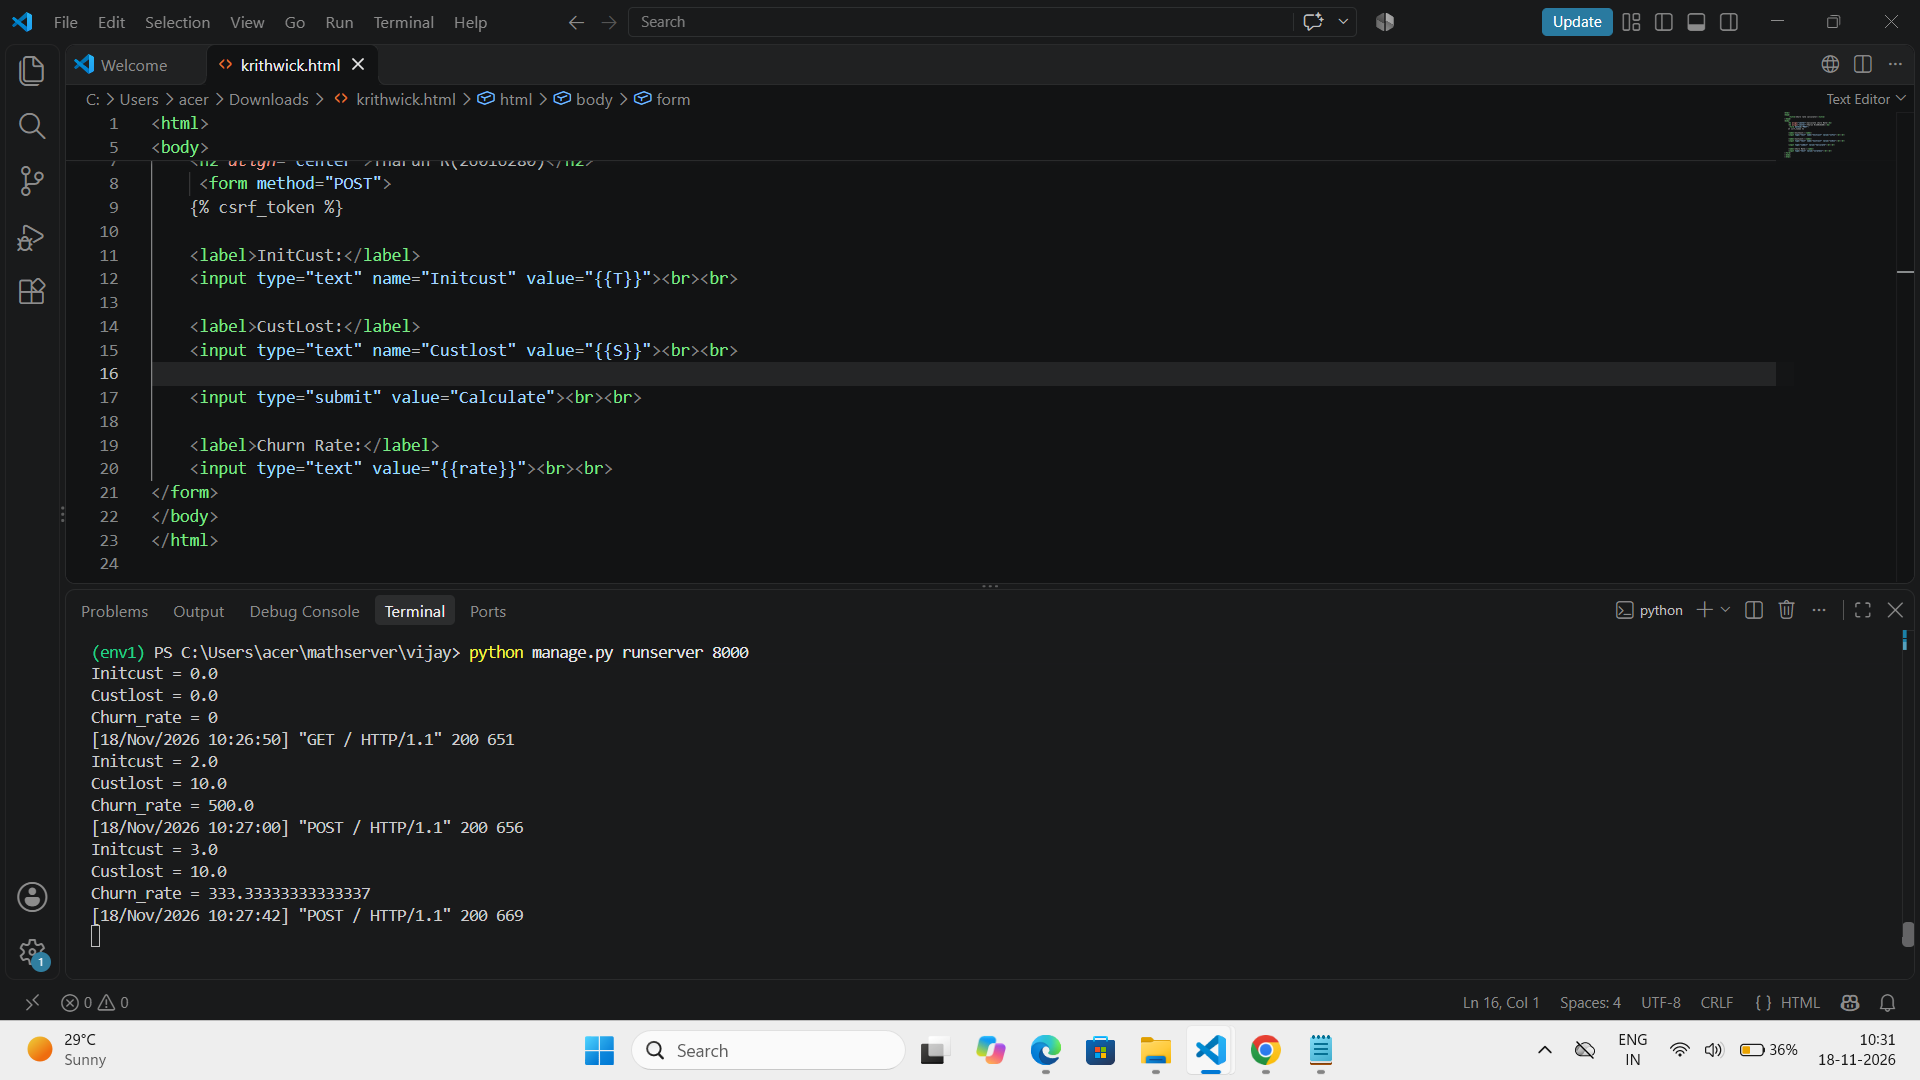 File Edit Selection View Go Run Terminal Help Search Update
Welcome krithwick.html
C: Users acer Downloads krithwick.html html body form Text Editor
1 <html>
5 <body>
7 <h2 align="center">Tharun R(26016280)</h2>
8 <form method="POST">
9 {% csrf_token %}
10
11 <label>InitCust:</label>
12 <input type="text" name="Initcust" value="{{T}}"><br><br>
13
14 <label>CustLost:</label>
15 <input type="text" name="Custlost" value="{{S}}"><br><br>
16
17 <input type="submit" value="Calculate"><br><br>
18
19 <label>Churn Rate:</label>
20 <input type="text" value="{{rate}}"><br><br>
21 </form>
22 </body>
23 </html>
24
Problems Output Debug Console Terminal Ports python
(env1) PS C:\Users\acer\mathserver\vijay> python manage.py runserver 8000
Initcust = 0.0
Custlost = 0.0
Churn_rate = 0
[18/Nov/2026 10:26:50] "GET / HTTP/1.1" 200 651
Initcust = 2.0
Custlost = 10.0
Churn_rate = 500.0
[18/Nov/2026 10:27:00] "POST / HTTP/1.1" 200 656
Initcust = 3.0
Custlost = 10.0
Churn_rate = 333.33333333333337
[18/Nov/2026 10:27:42] "POST / HTTP/1.1" 200 669
1
0 0 Ln 16, Col 1 Spaces: 4 UTF-8 CRLF { } HTML
29°C
Sunny
Search
ENG
IN
36%
10:31
18-11-2026